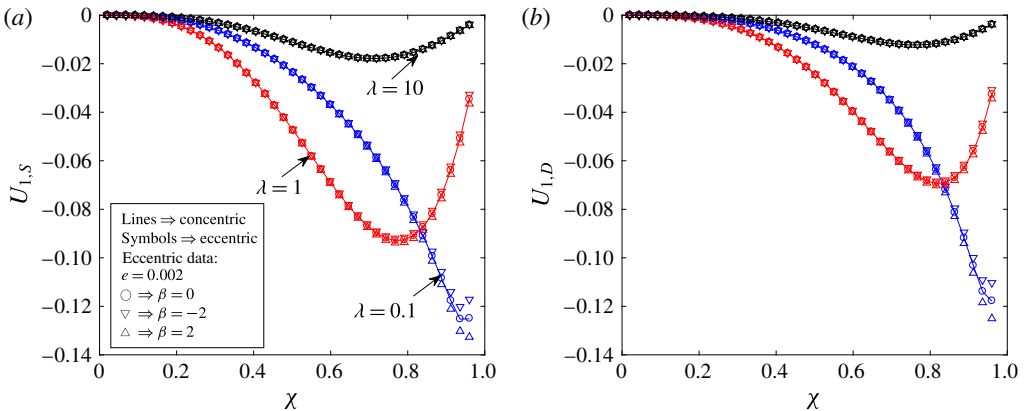 (a)
0
−0.02
−0.04
−0.06
−0.08
−0.10
−0.12
−0.14
U1,S
λ = 10
λ = 1
λ = 0.1
Lines ⇒ concentric
Symbols ⇒ eccentric
Eccentric data:
e = 0.002
○ ⇒ β = 0
▽ ⇒ β = −2
△ ⇒ β = 2
0 0.2 0.4 0.6 0.8 1.0
χ
(b)
0
−0.02
−0.04
−0.06
−0.08
−0.10
−0.12
−0.14
U1,D
0 0.2 0.4 0.6 0.8 1.0
χ